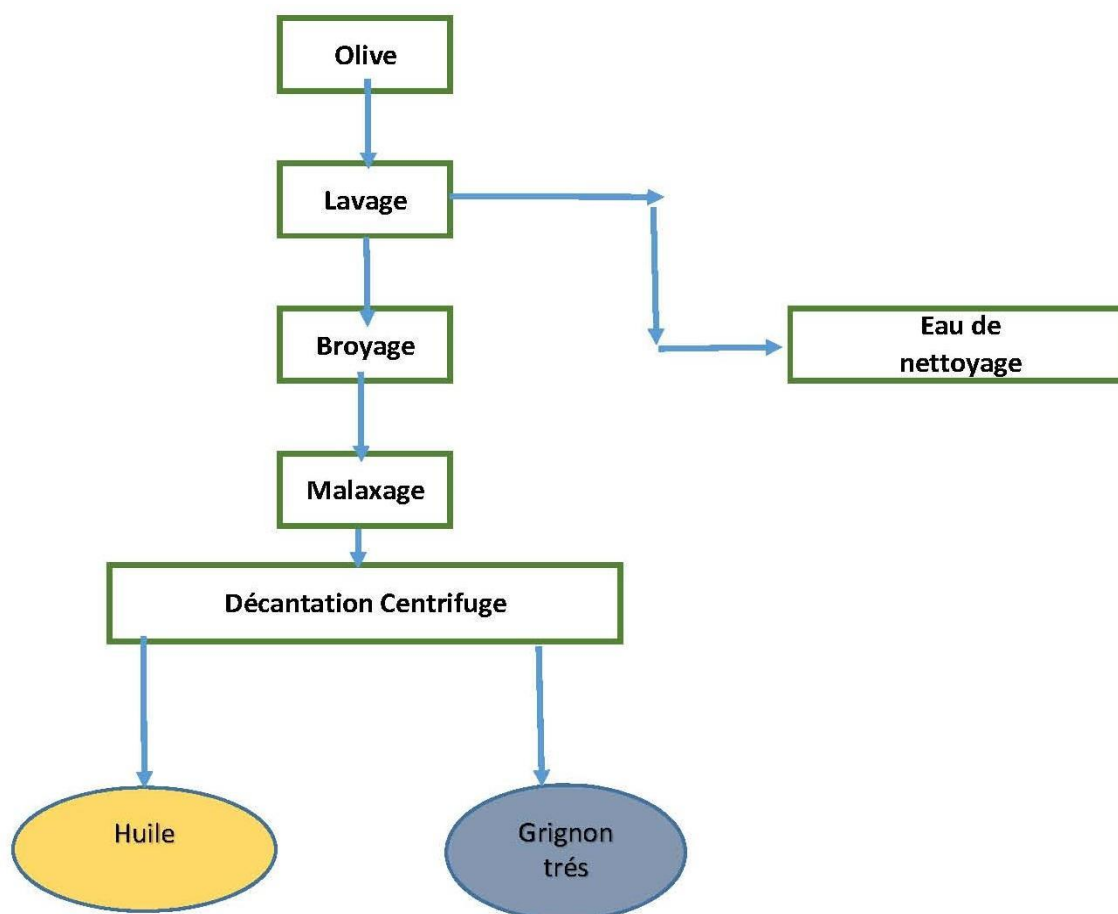 Olive
Lavage
Broyage
Eau de
nettoyage
Malaxage
Décantation Centrifuge
Huile
Grignon
trés